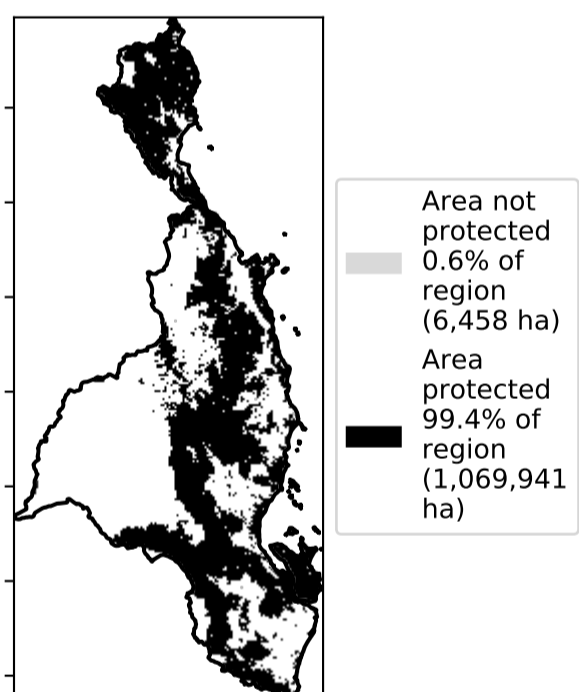 Area not
protected
0.6% of
region
(6,458 ha)
Area
protected
99.4% of
region
(1,069,941
ha)